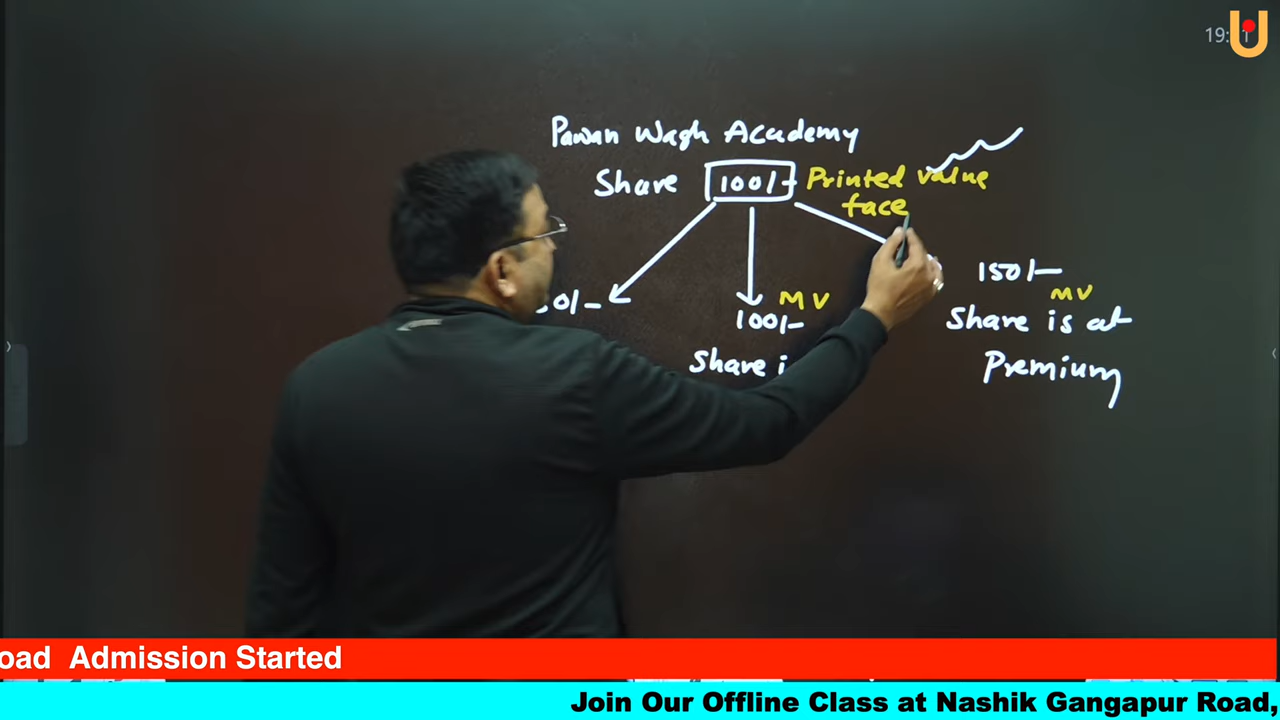 Pawan Wagh Academy
Share 100/- Printed value
face
150/-
MV
MV
100/-
Share is at
Share i
Premium
oad Admission Started
Join Our Offline Class at Nashik Gangapur Road,